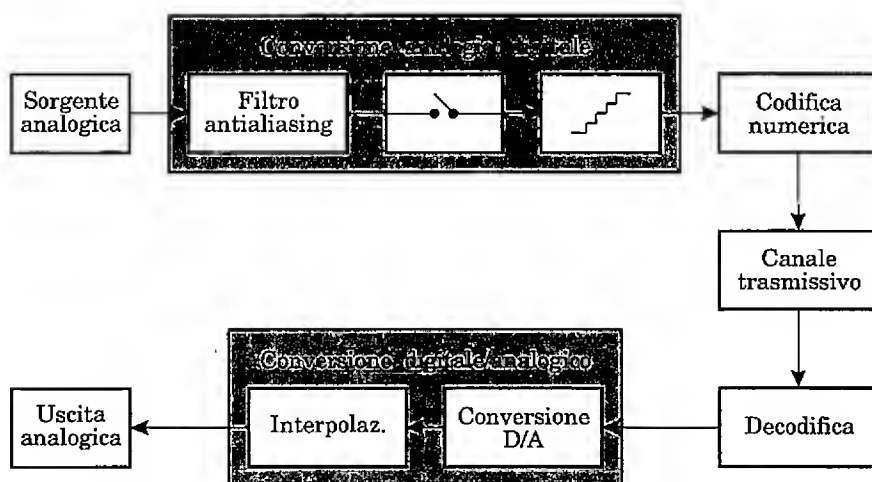 Conversione analogico/digitale
Sorgente
analogica
Filtro
antialiasing
Codifica
numerica
Canale
trasmissivo
Conversione digitale/analogico
Uscita
analogica
Interpolaz.
Conversione
D/A
Decodifica